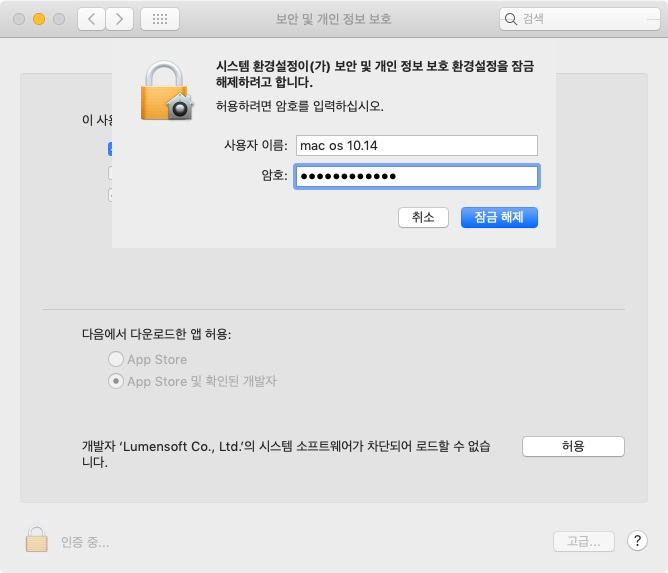 보안 및 개인 정보 보호
검색
시스템 환경설정이(가) 보안 및 개인 정보 보호 환경설정을 잠금
해제하려고 합니다.
허용하려면 암호를 입력하십시오.
사용자 이름: mac os 10.14
암호: ●●●●●●●●●●●●
취소
잠금 해제
이 사용
다음에서 다운로드한 앱 허용:
App Store
App Store 및 확인된 개발자
개발자 ‘Lumensoft Co., Ltd.’의 시스템 소프트웨어가 차단되어 로드할 수 없습
니다.
허용
인증 중...
고급...
?